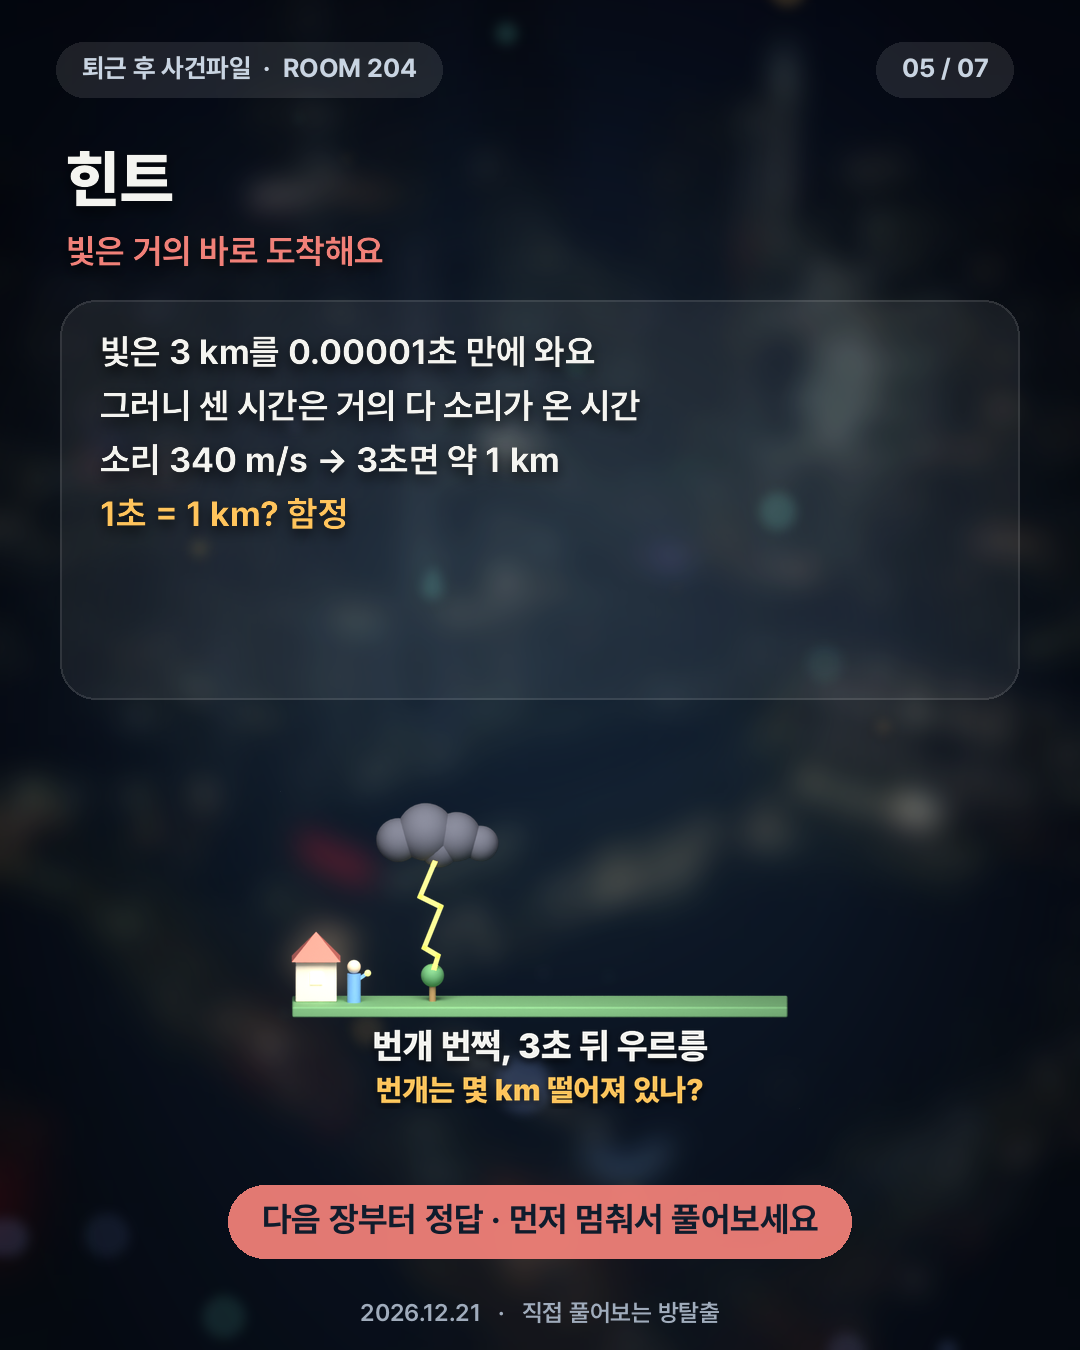 퇴근 후 사건파일 · ROOM 204
05 / 07
힌트
빛은 거의 바로 도착해요
빛은 3 km를 0.00001초 만에 와요
그러니 센 시간은 거의 다 소리가 온 시간
소리 340 m/s → 3초면 약 1 km
1초 = 1 km? 함정
번개 번쩍, 3초 뒤 우르릉
번개는 몇 km 떨어져 있나?
다음 장부터 정답 · 먼저 멈춰서 풀어보세요
2026.12.21 · 직접 풀어보는 방탈출